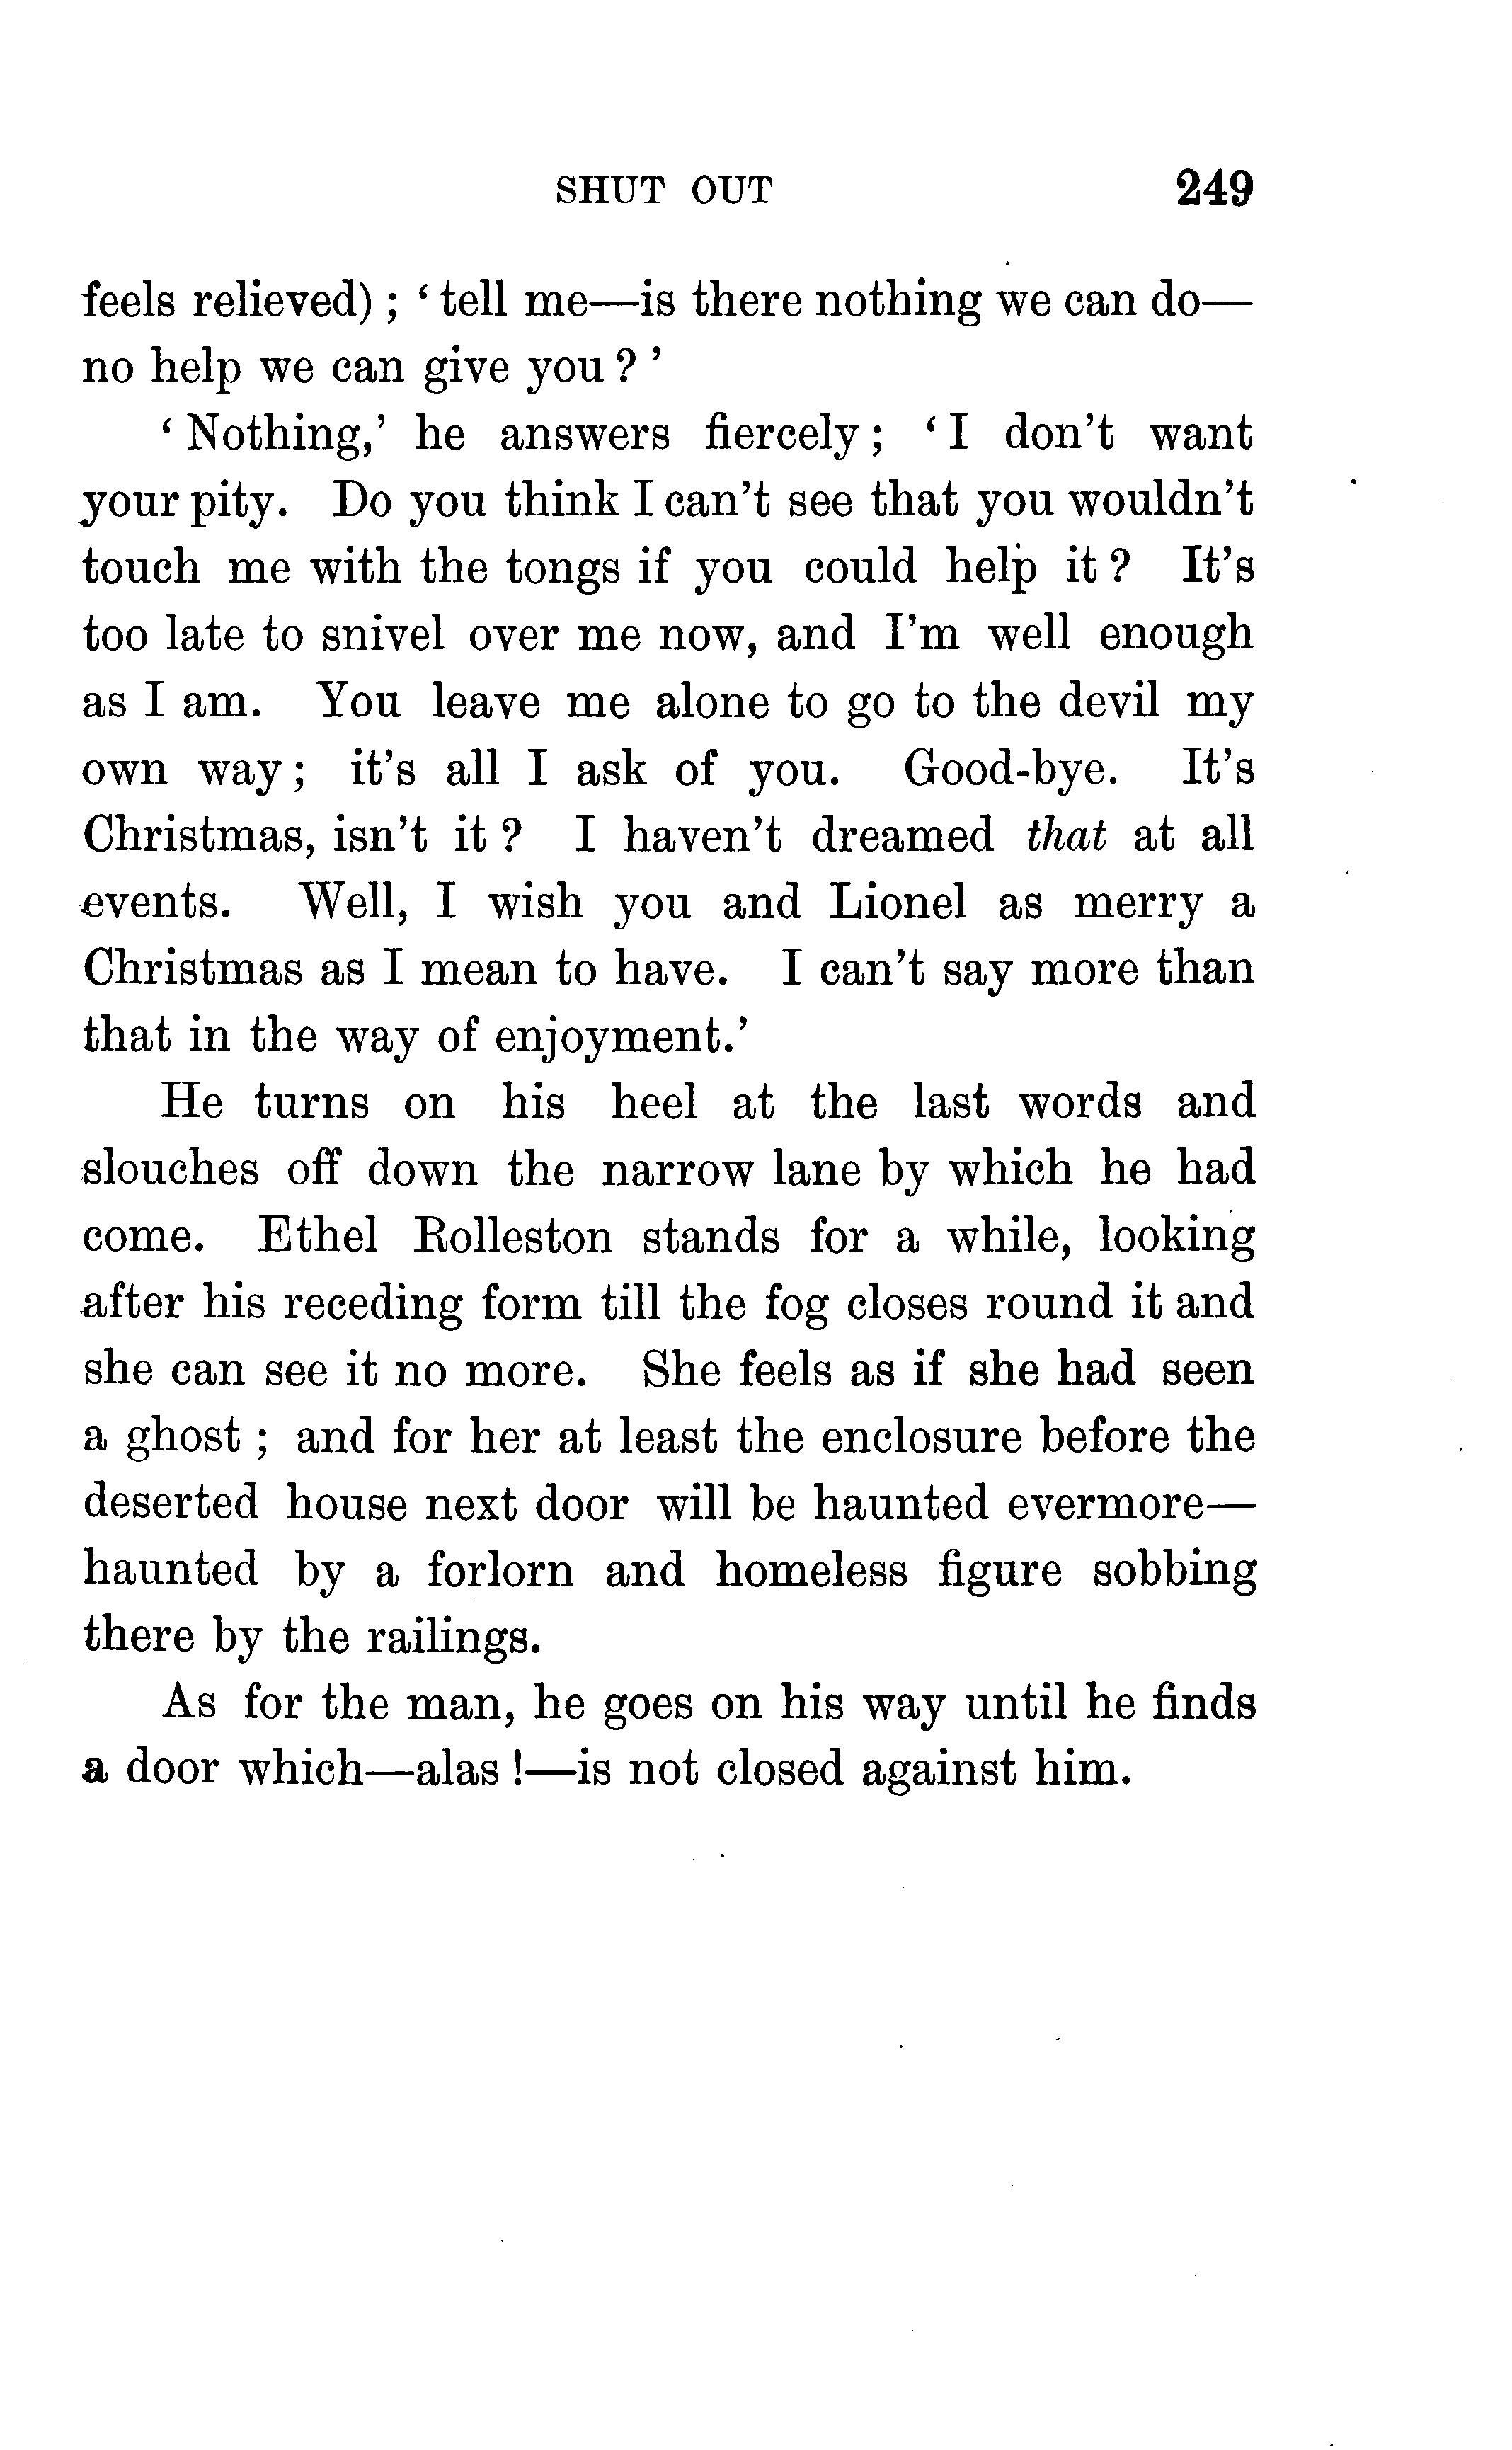 SHUT OUT 249
feels relieved) ; ‘ tell me—is there nothing we can do—
no help we can give you ? ’
‘ Nothing,’ he answers fiercely ; ‘ I don't want
your pity. Do you think I can't see that you wouldn't
touch me with the tongs if you could help it ? It's
too late to snivel over me now, and I'm well enough
as I am. You leave me alone to go to the devil my
own way ; it's all I ask of you. Good-bye. It's
Christmas, isn't it ? I haven't dreamed that at all
events. Well, I wish you and Lionel as merry a
Christmas as I mean to have. I can't say more than
that in the way of enjoyment.’
He turns on his heel at the last words and
slouches off down the narrow lane by which he had
come. Ethel Rolleston stands for a while, looking
after his receding form till the fog closes round it and
she can see it no more. She feels as if she had seen
a ghost ; and for her at least the enclosure before the
deserted house next door will be haunted evermore—
haunted by a forlorn and homeless figure sobbing
there by the railings.
As for the man, he goes on his way until he finds
a door which—alas !—is not closed against him.